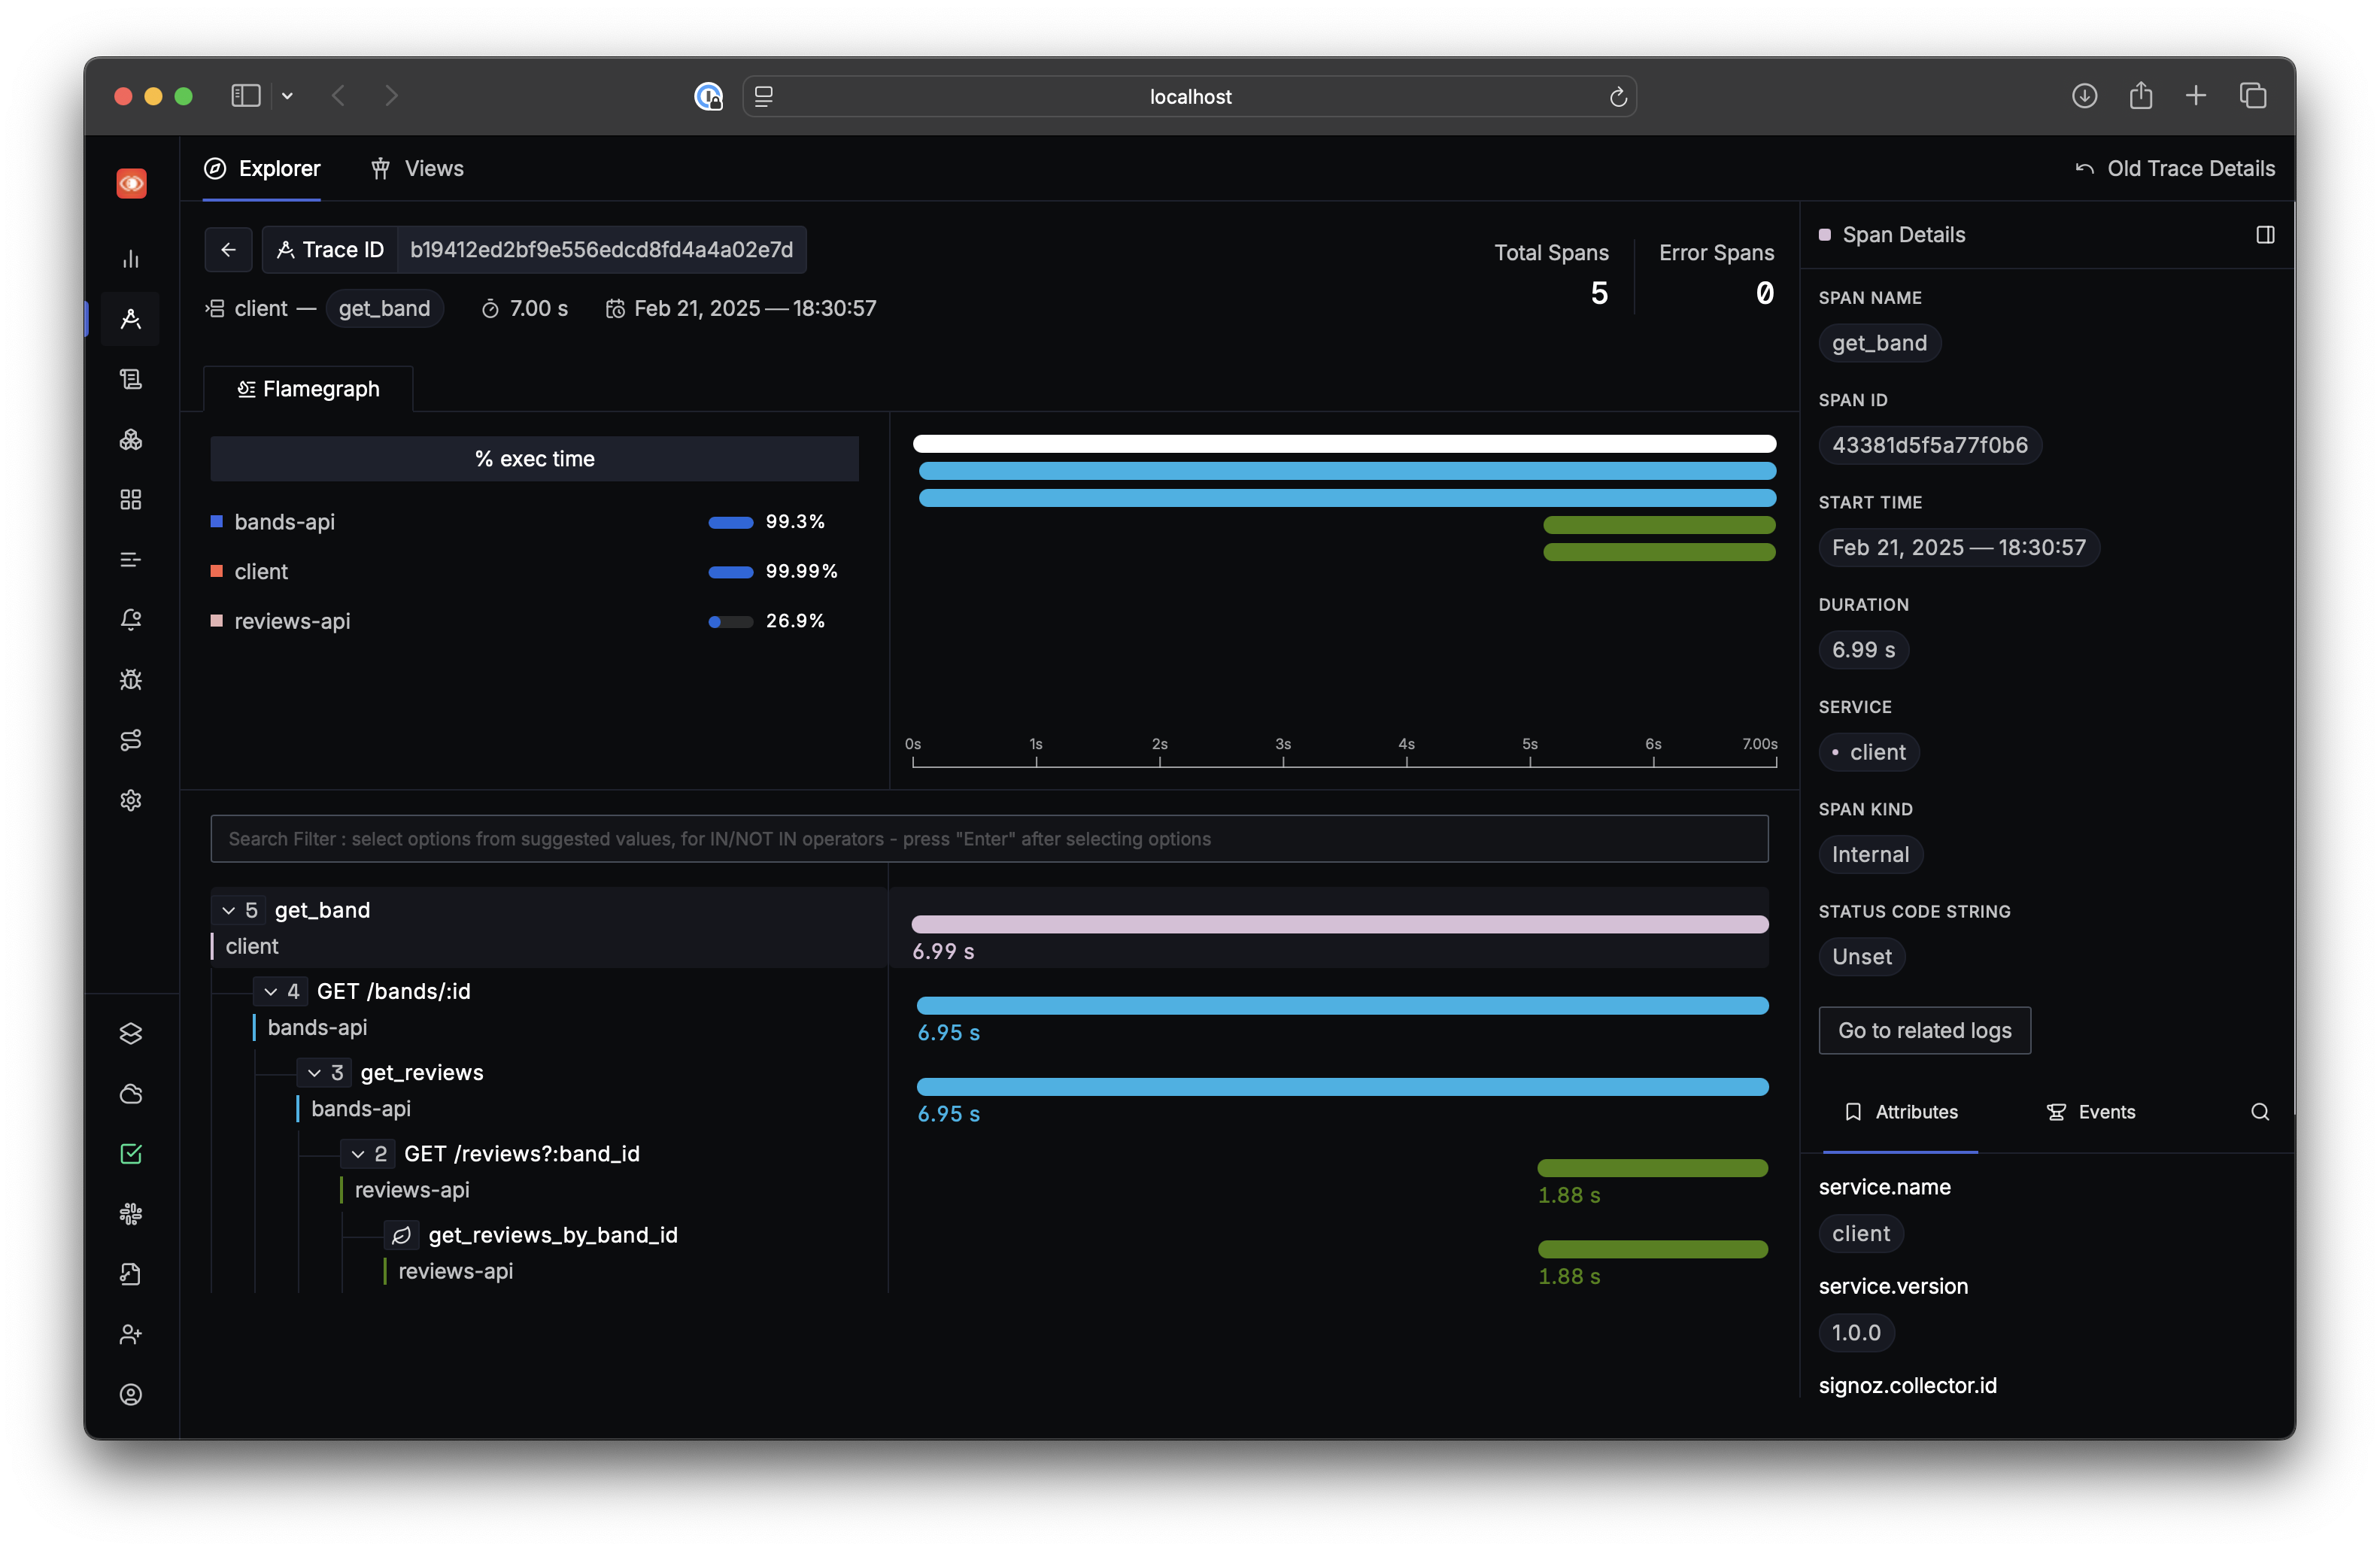 localhost
Explorer
Views
Old Trace Details
Trace ID b19412ed2bf9e556edcd8fd4a4a02e7d
client — get_band 7.00 s Feb 21, 2025 — 18:30:57
Total Spans
5
Error Spans
0
Flamegraph
% exec time
bands-api 99.3%
client 99.99%
reviews-api 26.9%
0s 1s 2s 3s 4s 5s 6s 7.00s
Search Filter : select options from suggested values, for IN/NOT IN operators - press "Enter" after selecting options
5 get_band
client
6.99 s
4 GET /bands/:id
bands-api
6.95 s
3 get_reviews
bands-api
6.95 s
2 GET /reviews?:band_id
reviews-api
1.88 s
get_reviews_by_band_id
reviews-api
1.88 s
Span Details
SPAN NAME
get_band
SPAN ID
43381d5f5a77f0b6
START TIME
Feb 21, 2025 — 18:30:57
DURATION
6.99 s
SERVICE
• client
SPAN KIND
Internal
STATUS CODE STRING
Unset
Go to related logs
Attributes
Events
service.name
client
service.version
1.0.0
signoz.collector.id